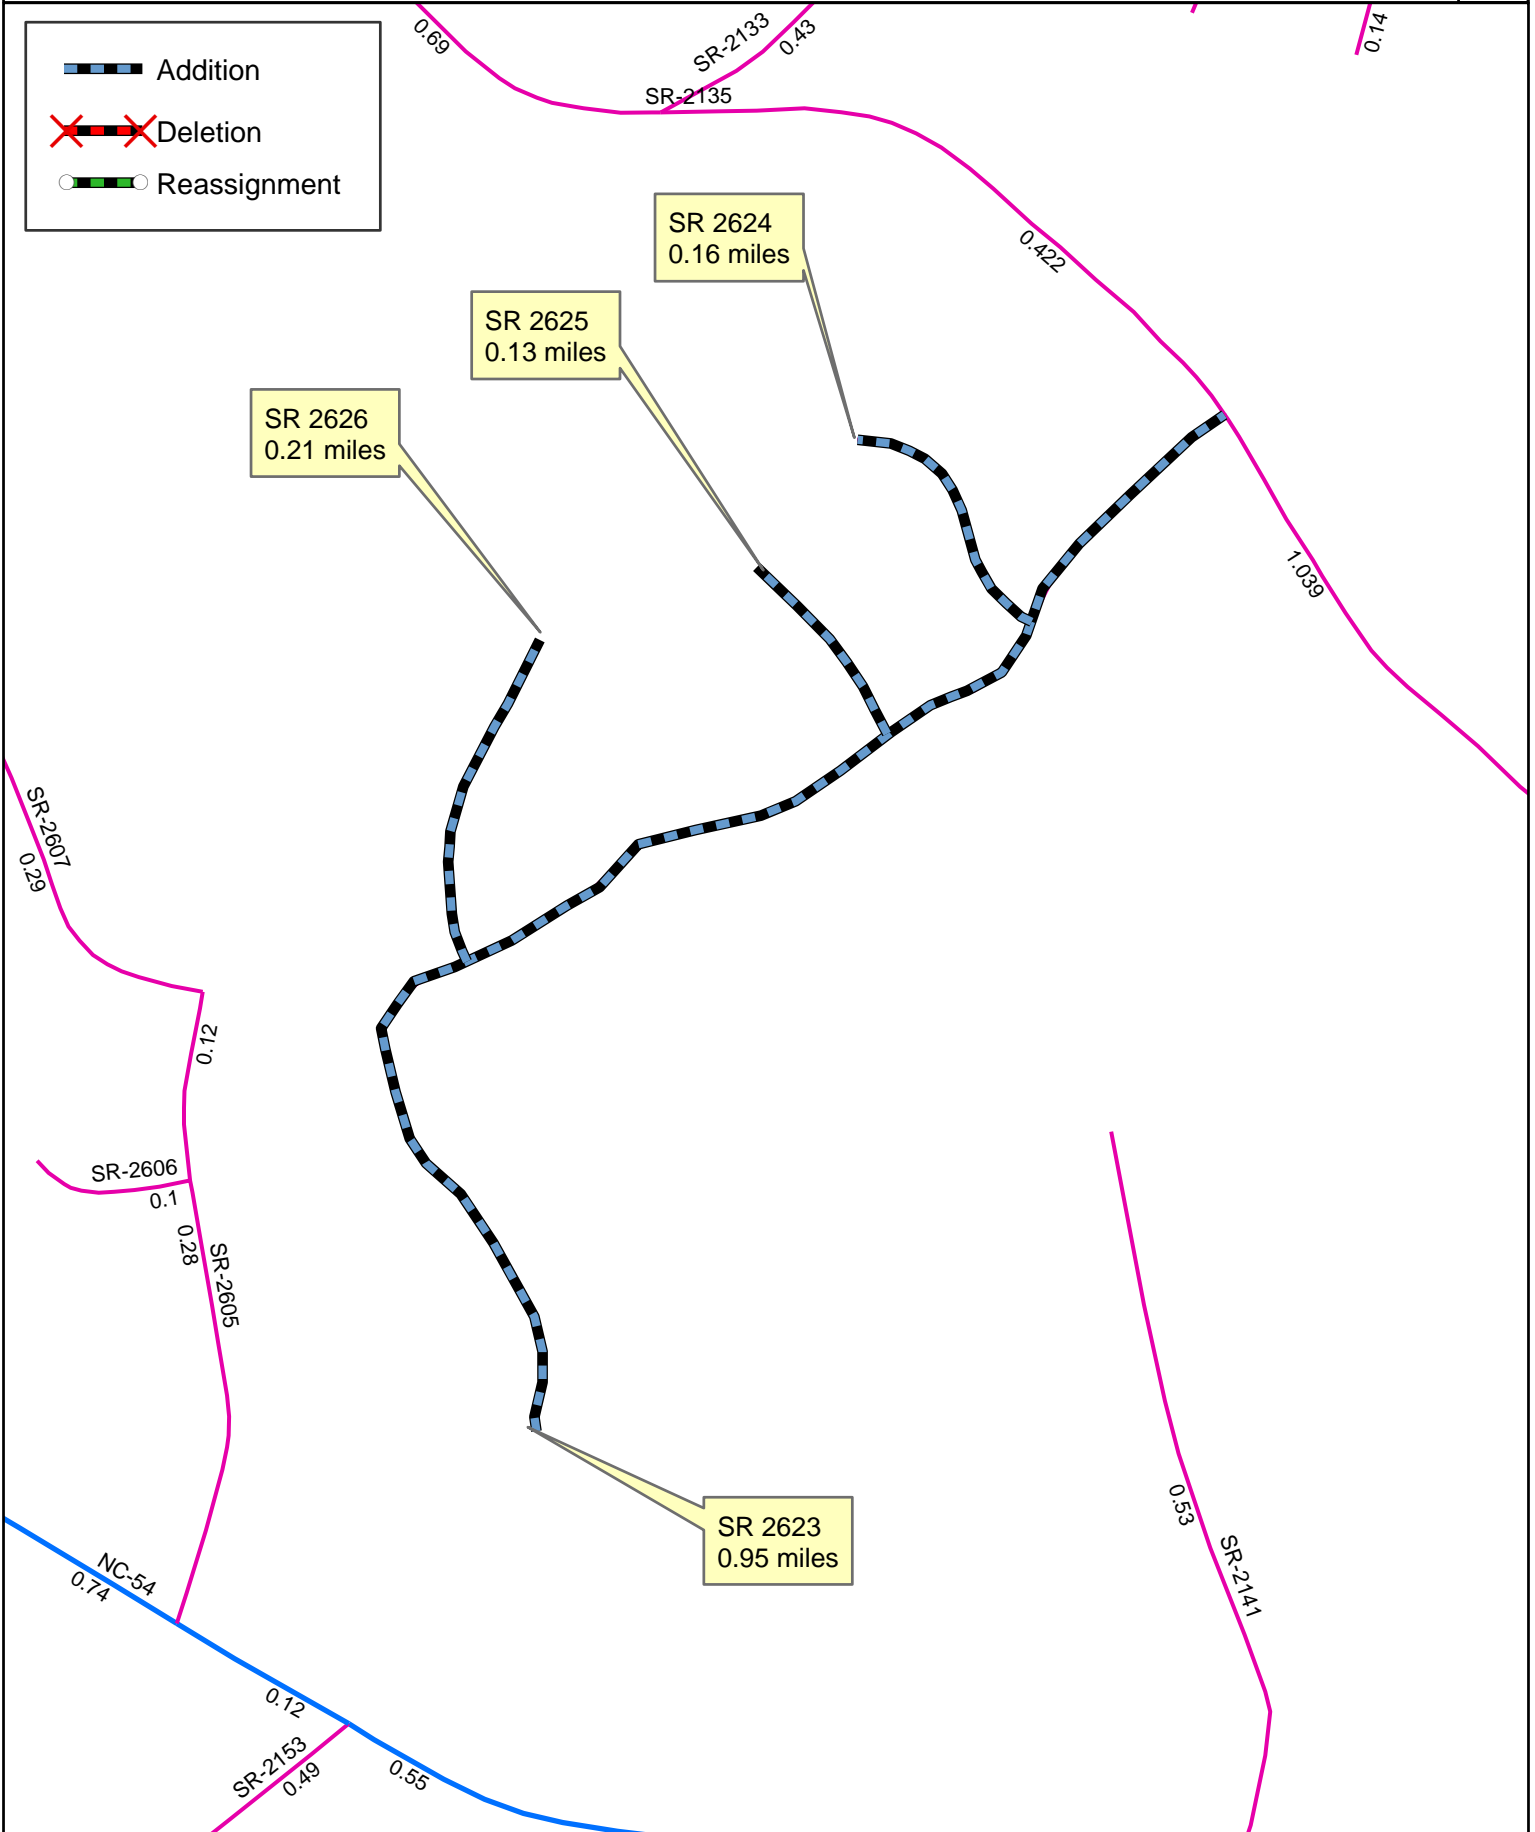 Addition
Deletion
Reassignment
0.69
SR-2133
0.43
0.14
SR-2135
SR 2624
0.16 miles
0.422
SR 2625
0.13 miles
SR 2626
0.21 miles
1.039
SR-2607
0.29
0.12
SR-2606
0.1
0.28
SR-2605
SR 2623
0.95 miles
0.53
SR-2141
NC-54
0.74
0.12
SR-2153
0.49
0.55